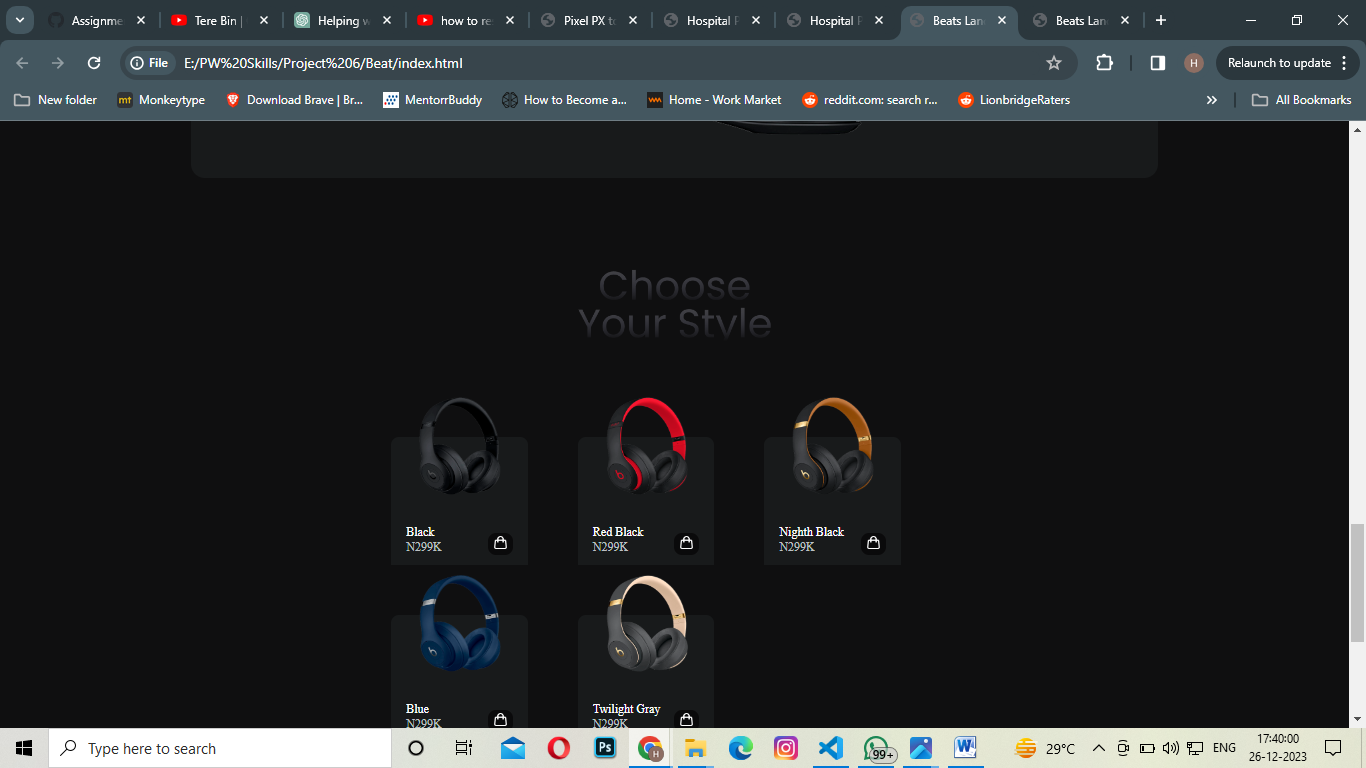 Assignme
Tere Bin |
Helping w
how to re
Pixel PX to
Hospital P
Hospital P
Beats Lan
Beats Lan
File
E:/PW%20Skills/Project%206/Beat/index.html
H
Relaunch to update
New folder
mt
Monkeytype
Download Brave | Br...
MentorrBuddy
How to Become a...
Home - Work Market
reddit.com: search r...
LionbridgeRaters
All Bookmarks
Choose
Your Style
Black
N299K
Red Black
N299K
Nighth Black
N299K
Blue
N299K
Twilight Gray
N299K
Type here to search
Ps
H
99+
W
29°C
ENG
17:40:00
26-12-2023